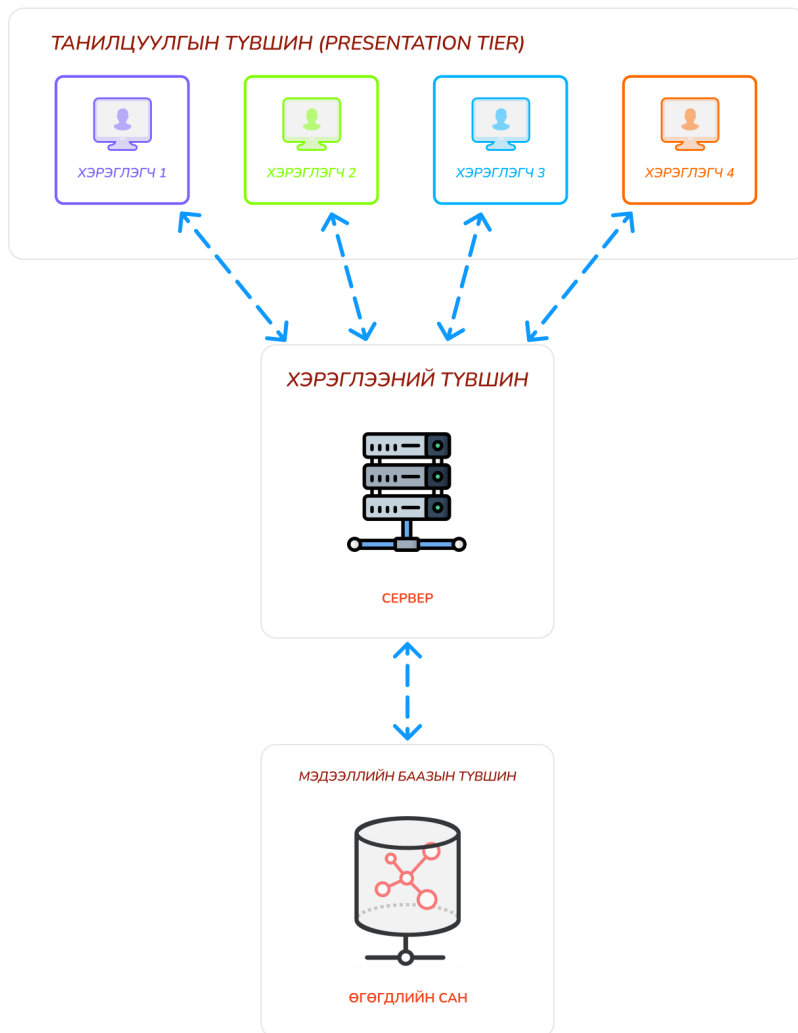 ТАНИЛЦУУЛГЫН ТҮВШИН (PRESENTATION TIER)
ХЭРЭГЛЭГЧ 1
ХЭРЭГЛЭГЧ 2
ХЭРЭГЛЭГЧ 3
ХЭРЭГЛЭГЧ 4
ХЭРЭГЛЭЭНИЙ ТҮВШИН
СЕРВЕР
МЭДЭЭЛЛИЙН БААЗЫН ТҮВШИН
ӨГӨГДЛИЙН САН